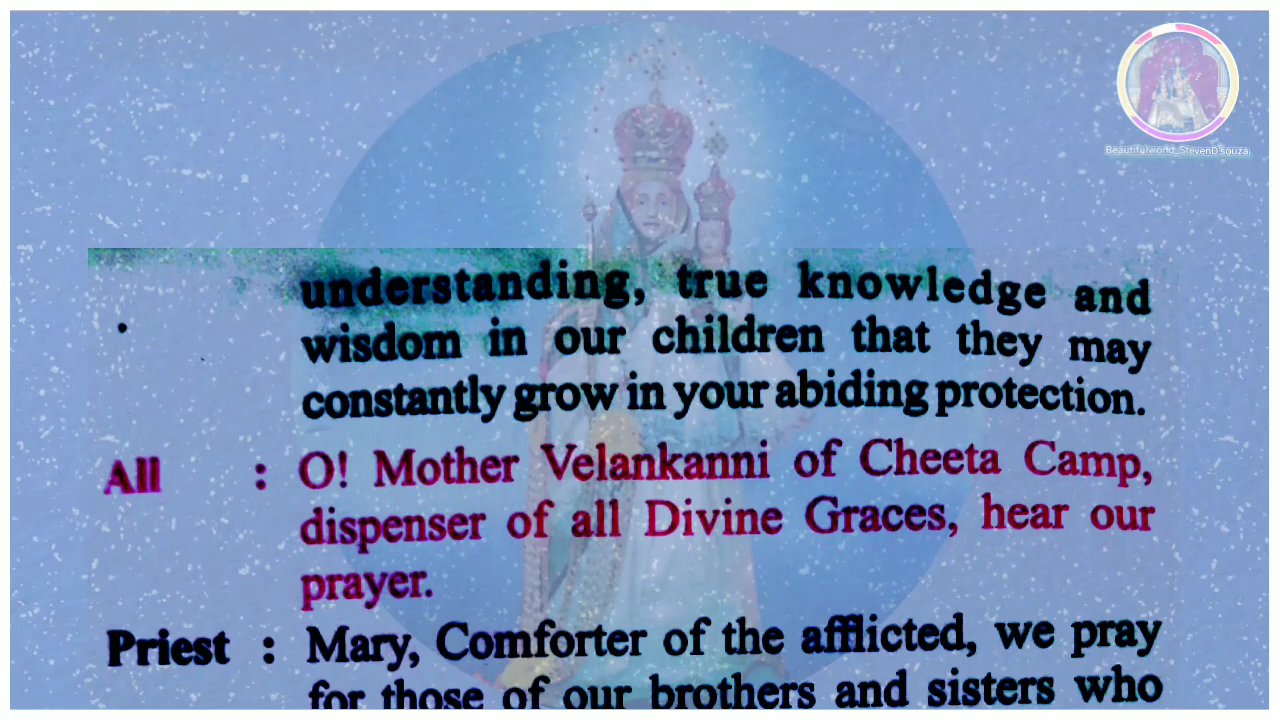 Beautifulworld_StevenD'souza
understanding, true knowledge and
wisdom in our children that they may
constantly grow in your abiding protection.
All : O! Mother Velankanni of Cheeta Camp,
dispenser of all Divine Graces, hear our
prayer.
Priest : Mary, Comforter of the afflicted, we pray
for those of our brothers and sisters who